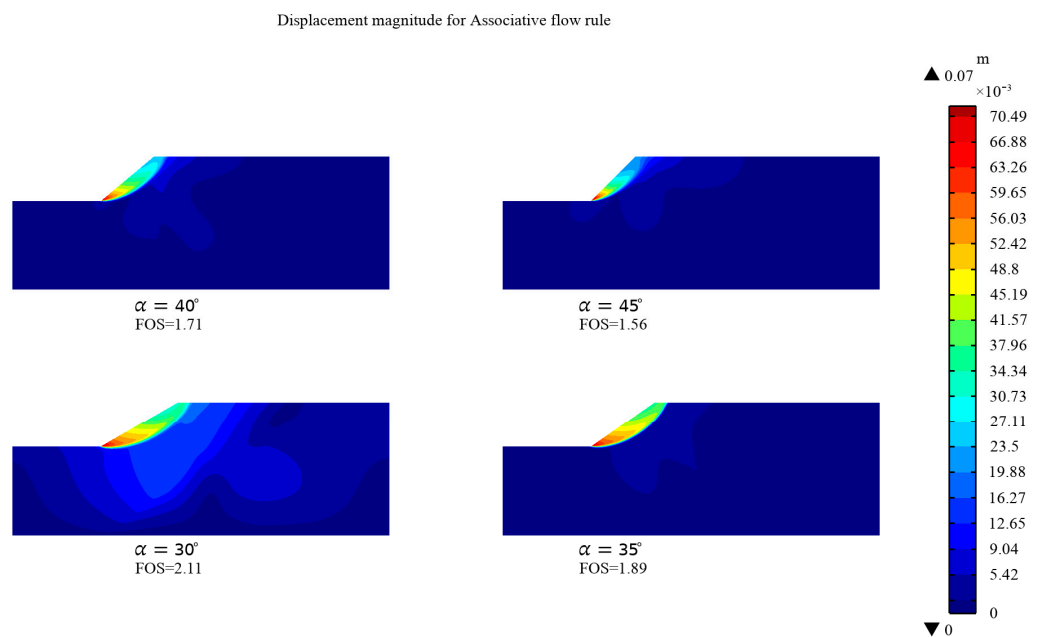 Displacement magnitude for Associative flow rule
m
▲ 0.07
×10⁻³
70.49
66.88
63.26
59.65
56.03
52.42
48.8
45.19
41.57
37.96
34.34
30.73
27.11
23.5
19.88
16.27
12.65
9.04
5.42
0
▼ 0
α = 40°
FOS=1.71
α = 45°
FOS=1.56
α = 30°
FOS=2.11
α = 35°
FOS=1.89